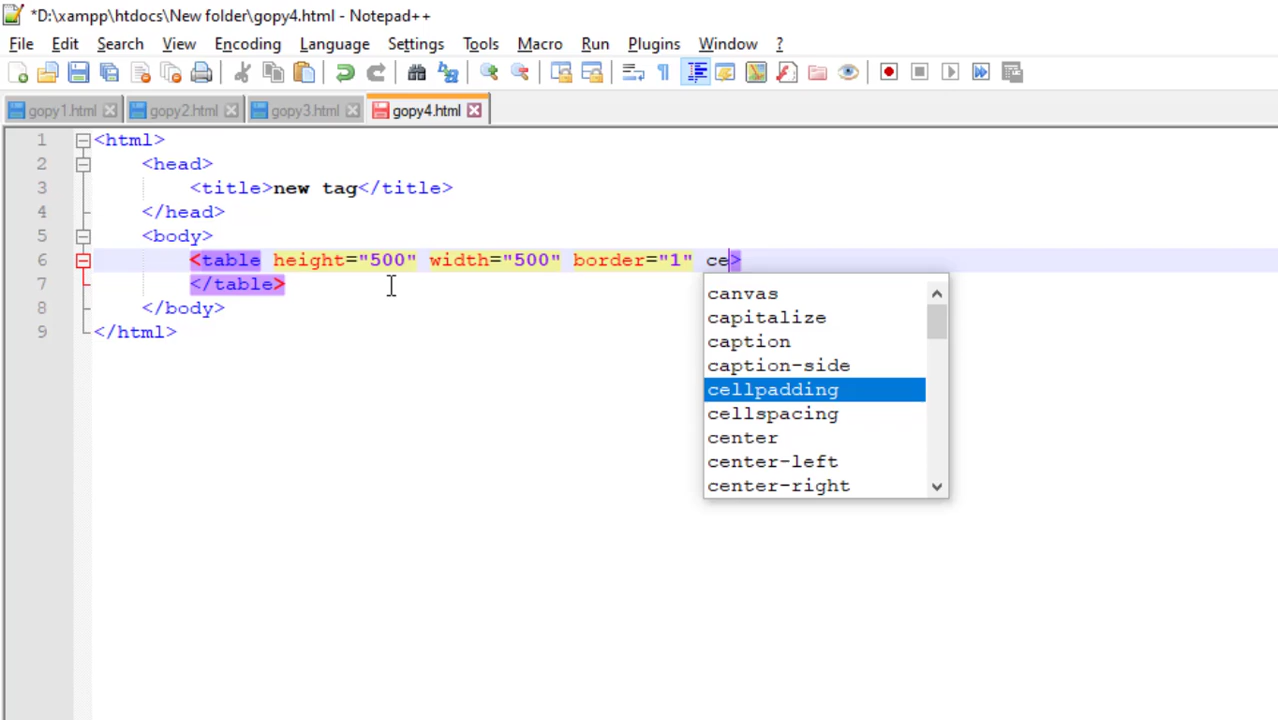 *D:\xampp\htdocs\New folder\gopy4.html - Notepad++
File Edit Search View Encoding Language Settings Tools Macro Run Plugins Window ?
gopy1.html gopy2.html gopy3.html gopy4.html
1 <html>
2 <head>
3 <title>new tag</title>
4 </head>
5 <body>
6 <table height="500" width="500" border="1" ce>
7 </table>
8 </body>
9 </html>
canvas
capitalize
caption
caption-side
cellpadding
cellspacing
center
center-left
center-right